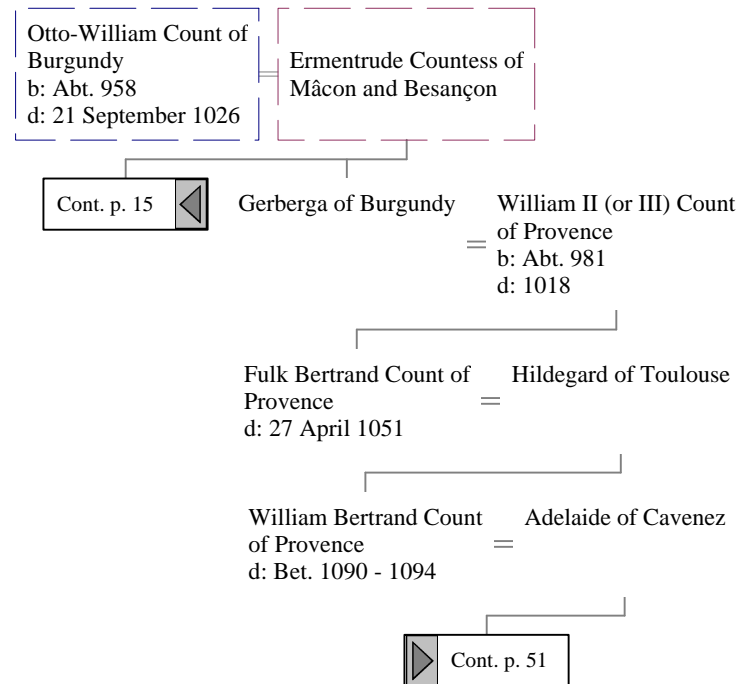 Otto-William Count of
Burgundy
b: Abt. 958
d: 21 September 1026
Ermentrude Countess of
Mâcon and Besançon
Cont. p. 15
Gerberga of Burgundy
William II (or III) Count
of Provence
b: Abt. 981
d: 1018
Fulk Bertrand Count of
Provence
d: 27 April 1051
Hildegard of Toulouse
William Bertrand Count
of Provence
d: Bet. 1090 - 1094
Adelaide of Cavenez
Cont. p. 51